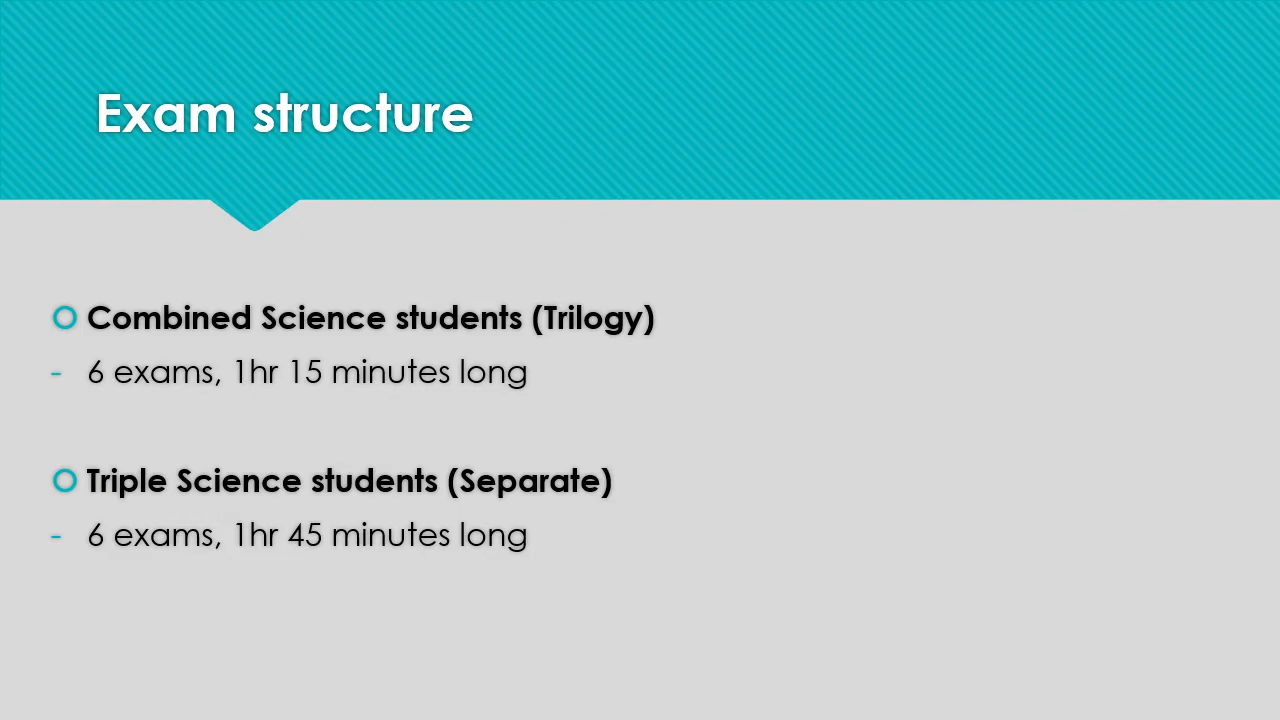 Exam structure
Combined Science students (Trilogy)
- 6 exams, 1hr 15 minutes long
Triple Science students (Separate)
- 6 exams, 1hr 45 minutes long